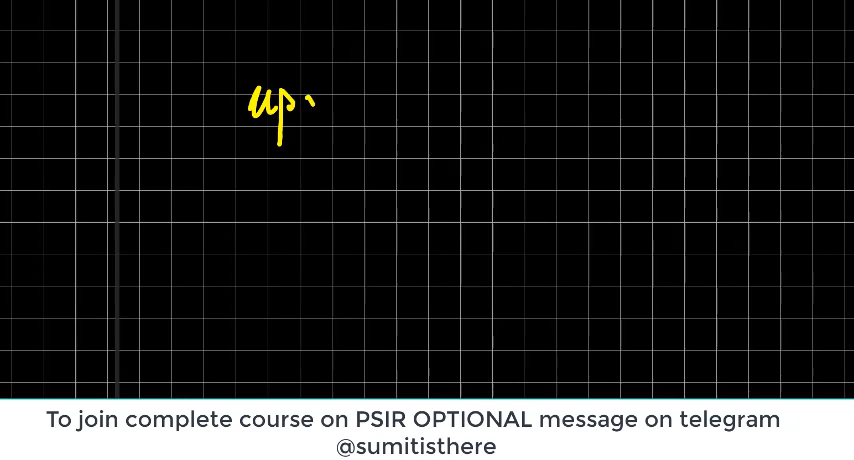 up
To join complete course on PSIR OPTIONAL message on telegram
@sumitisthere